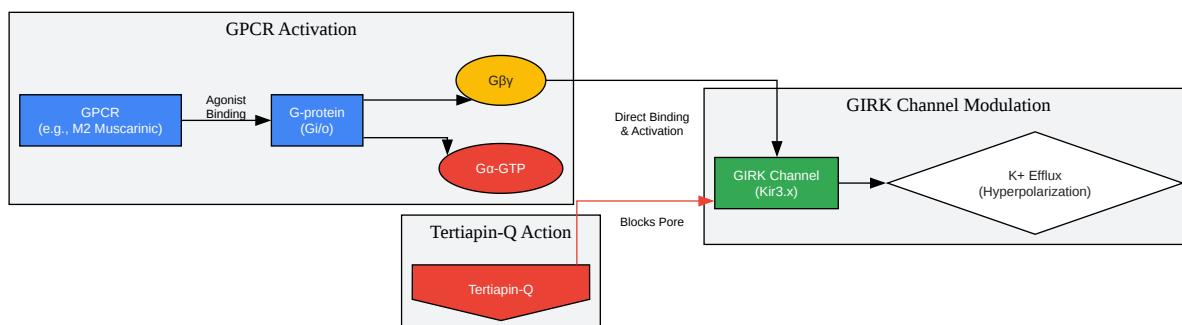 GPCR Activation
Gβγ
GPCR
(e.g., M2 Muscarinic)
Agonist
Binding
G-protein
(Gi/o)
Gα-GTP
Direct Binding
& Activation
GIRK Channel Modulation
GIRK Channel
(Kir3.x)
K+ Efflux
(Hyperpolarization)
Blocks Pore
Tertiapin-Q Action
Tertiapin-Q